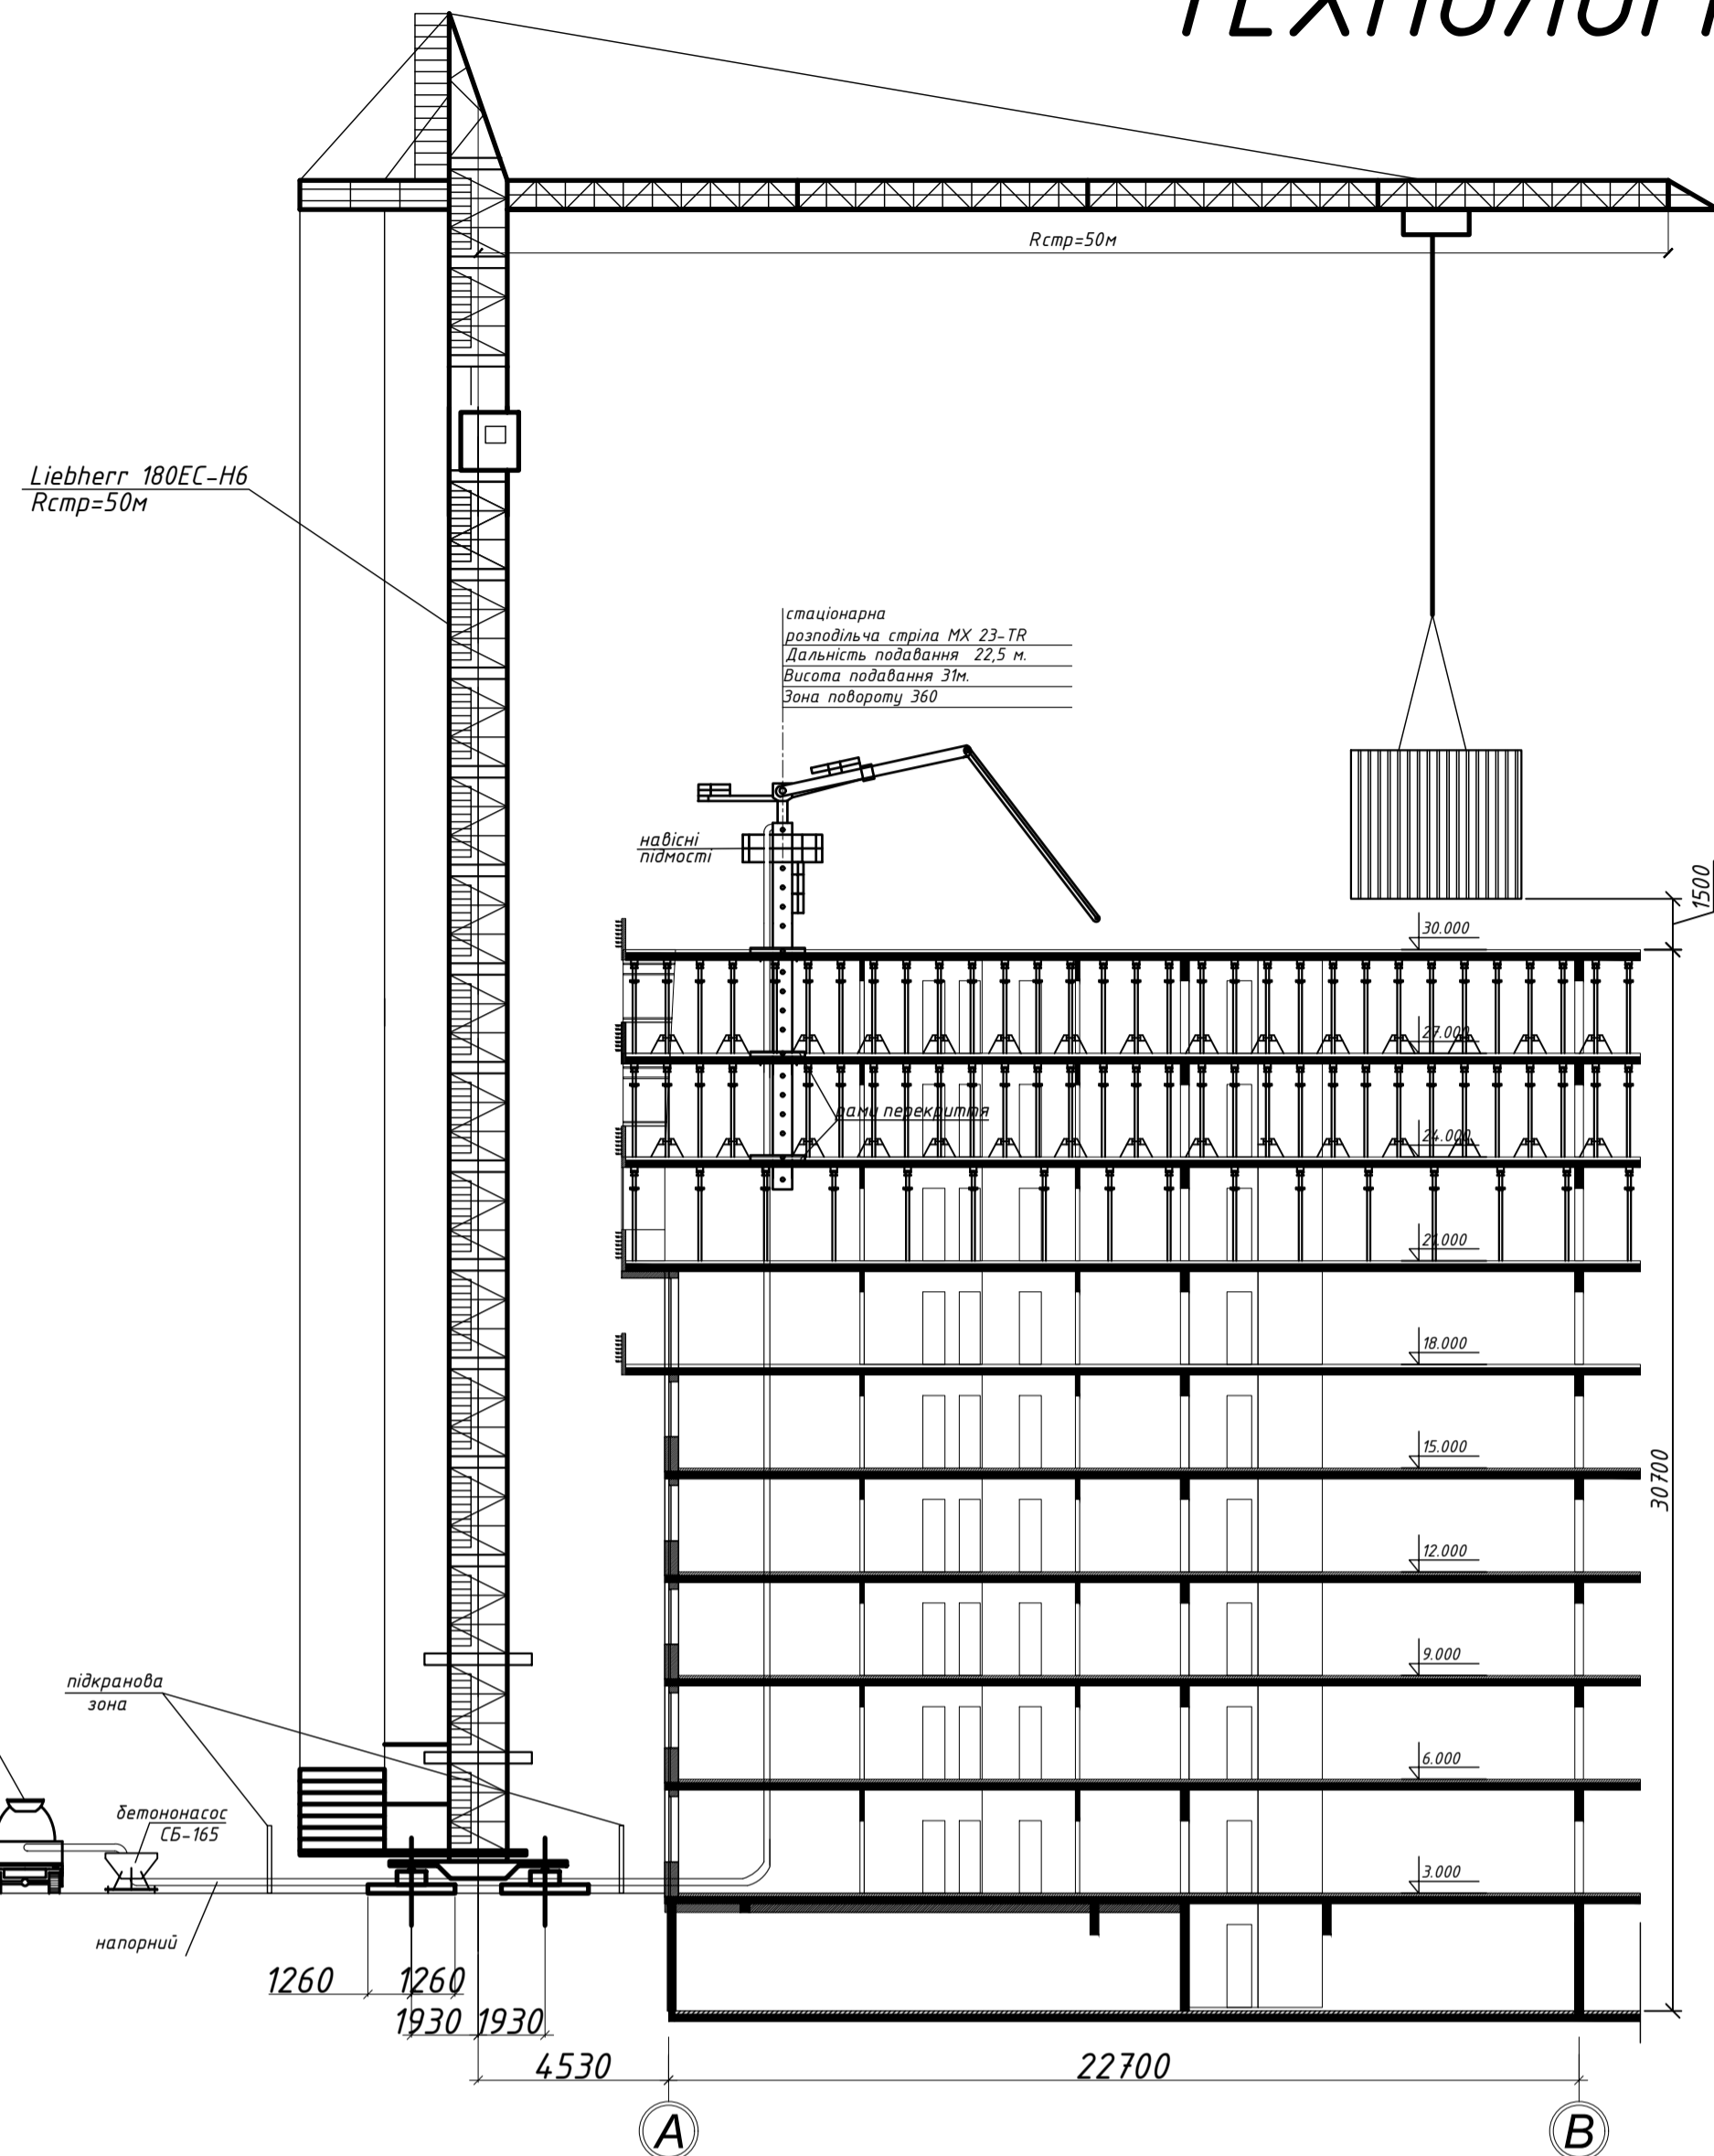 Rстр=50м
Liebherr 180EC-H6
Rстр=50м
стаціонарна
розподільча стріла МХ 23-TR
Дальність подавання 22,5 м.
Висота подавання 31м.
Зона повороту 360
навісні
підмості
1500
30.000
27.000
рами перекриття
24.000
21.000
18.000
15.000
30700
12.000
9.000
підкранова
зона
6.000
бетононасос
СБ-165
3.000
напорний
1260 1260
1930 1930
4530 22700
А В